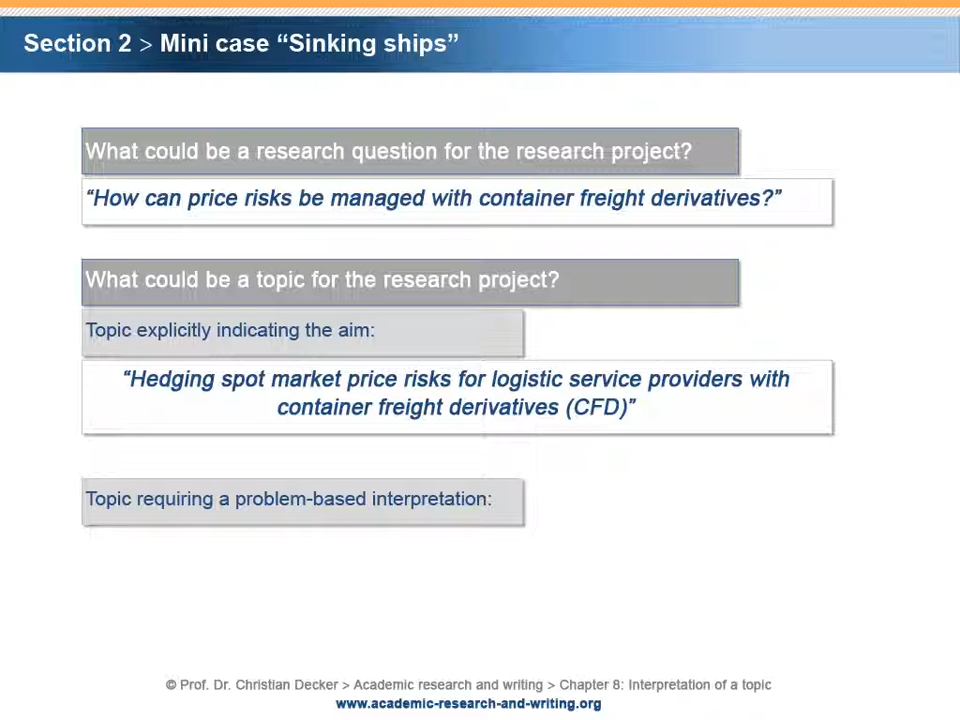 Section 2 > Mini case “Sinking ships”
What could be a research question for the research project?
“How can price risks be managed with container freight derivatives?”
What could be a topic for the research project?
Topic explicitly indicating the aim:
“Hedging spot market price risks for logistic service providers with
container freight derivatives (CFD)”
Topic requiring a problem-based interpretation:
© Prof. Dr. Christian Decker > Academic research and writing > Chapter 8: Interpretation of a topic
www.academic-research-and-writing.org